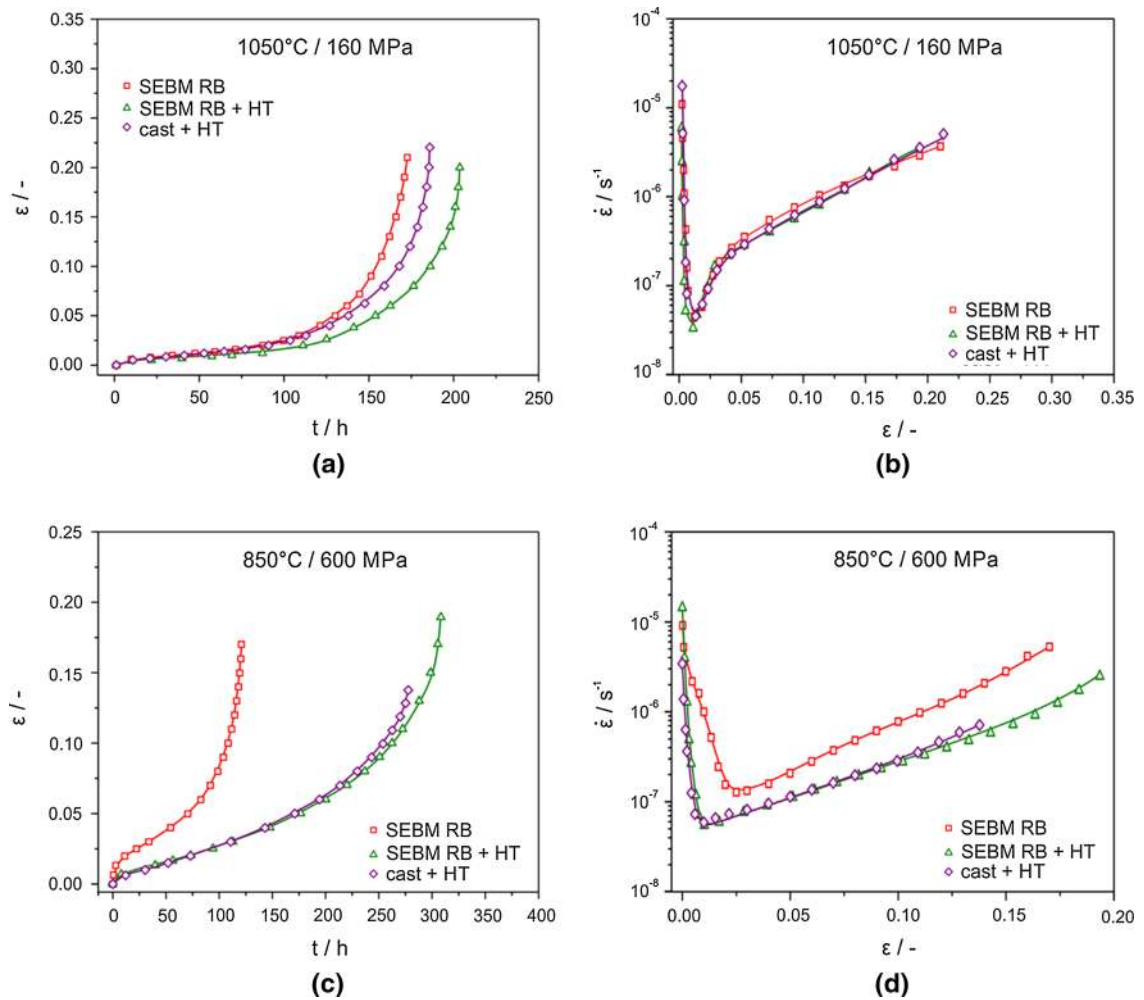 1050°C / 160 MPa
SEBM RB
SEBM RB + HT
cast + HT
ε / -
0.35
0.30
0.25
0.20
0.15
0.10
0.05
0.00
0 50 100 150 200 250
t / h
(a)
1050°C / 160 MPa
ε̇ / s⁻¹
10⁻⁴
10⁻⁵
10⁻⁶
10⁻⁷
10⁻⁸
SEBM RB
SEBM RB + HT
cast + HT
0.00 0.05 0.10 0.15 0.20 0.25 0.30 0.35
ε / -
(b)
850°C / 600 MPa
ε / -
0.25
0.20
0.15
0.10
0.05
0.00
SEBM RB
SEBM RB + HT
cast + HT
0 50 100 150 200 250 300 350 400
t / h
(c)
850°C / 600 MPa
ε̇ / s⁻¹
10⁻⁴
10⁻⁵
10⁻⁶
10⁻⁷
10⁻⁸
SEBM RB
SEBM RB + HT
cast + HT
0.00 0.05 0.10 0.15 0.20
ε / -
(d)